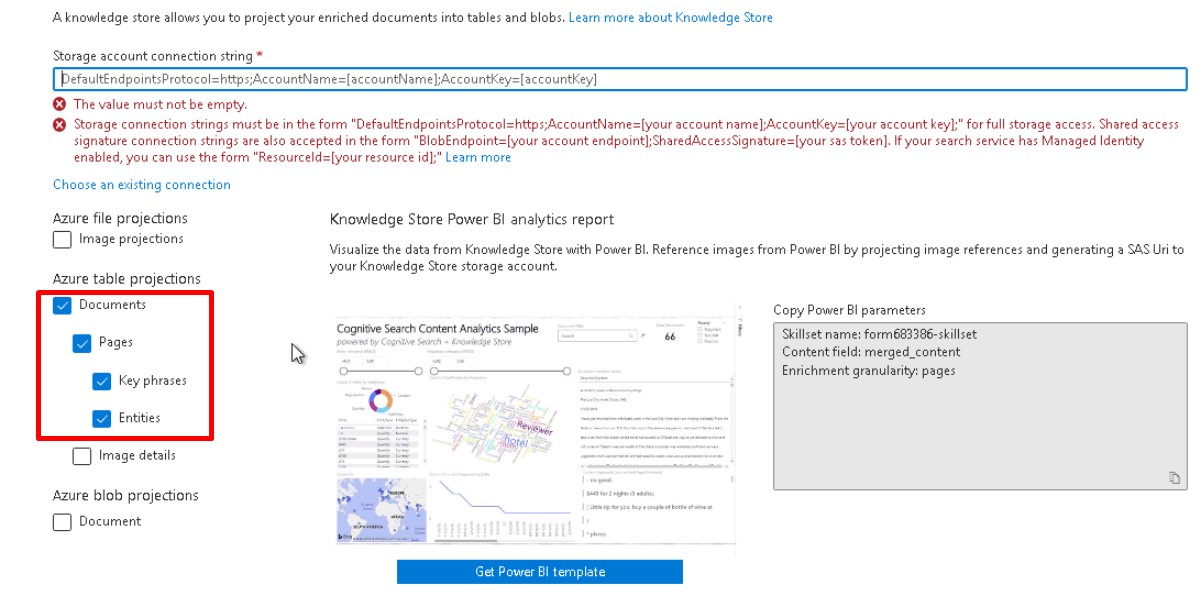 A knowledge store allows you to project your enriched documents into tables and blobs. Learn more about Knowledge Store
Storage account connection string *
DefaultEndpointsProtocol=https;AccountName=[accountName];AccountKey=[accountKey]
The value must not be empty.
Storage connection strings must be in the form "DefaultEndpointsProtocol=https;AccountName=[your account name];AccountKey=[your account key];" for full storage access. Shared access
signature connection strings are also accepted in the form "BlobEndpoint=[your account endpoint];SharedAccessSignature=[your sas token]. If your search service has Managed Identity
enabled, you can use the form "ResourceId=[your resource id];" Learn more
Choose an existing connection
Azure file projections
Image projections
Azure table projections
Documents
Pages
Key phrases
Entities
Image details
Azure blob projections
Document
Knowledge Store Power BI analytics report
Visualize the data from Knowledge Store with Power BI. Reference images from Power BI by projecting image references and generating a SAS Uri to
your Knowledge Store storage account.
Cognitive Search Content Analytics Sample
powered by Cognitive Search + Knowledge Store
Search
66
Reviewer
hotel
- no good.
$448 for 2 nights (3 adults).
(Little tip for you, buy a couple of bottle of wine at
Get Power BI template
Copy Power BI parameters
Skillset name: form683386-skillset
Content field: merged_content
Enrichment granularity: pages